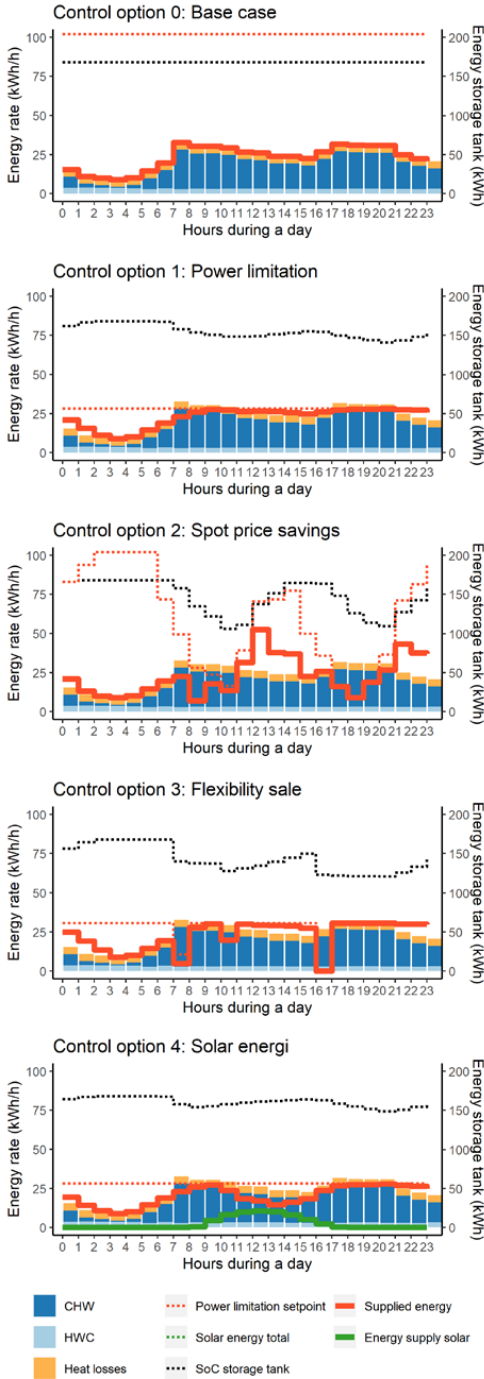 Control option 0: Base case
Energy rate (kWh/h)
100
75
50
25
0
200
150
100
50
0
Energy storage tank (kWh)
0 1 2 3 4 5 6 7 8 9 10 11 12 13 14 15 16 17 18 19 20 21 22 23
Hours during a day
Control option 1: Power limitation
Energy rate (kWh/h)
100
75
50
25
0
200
150
100
50
0
Energy storage tank (kWh)
0 1 2 3 4 5 6 7 8 9 10 11 12 13 14 15 16 17 18 19 20 21 22 23
Hours during a day
Control option 2: Spot price savings
Energy rate (kWh/h)
100
75
50
25
0
200
150
100
50
0
Energy storage tank (kWh)
0 1 2 3 4 5 6 7 8 9 10 11 12 13 14 15 16 17 18 19 20 21 22 23
Hours during a day
Control option 3: Flexibility sale
Energy rate (kWh/h)
100
75
50
25
0
200
150
100
50
0
Energy storage tank (kWh)
0 1 2 3 4 5 6 7 8 9 10 11 12 13 14 15 16 17 18 19 20 21 22 23
Hours during a day
Control option 4: Solar energi
Energy rate (kWh/h)
100
75
50
25
0
200
150
100
50
0
Energy storage tank (kWh)
0 1 2 3 4 5 6 7 8 9 10 11 12 13 14 15 16 17 18 19 20 21 22 23
Hours during a day
CHW Power limitation setpoint Supplied energy
HWC Solar energy total Energy supply solar
Heat losses SoC storage tank